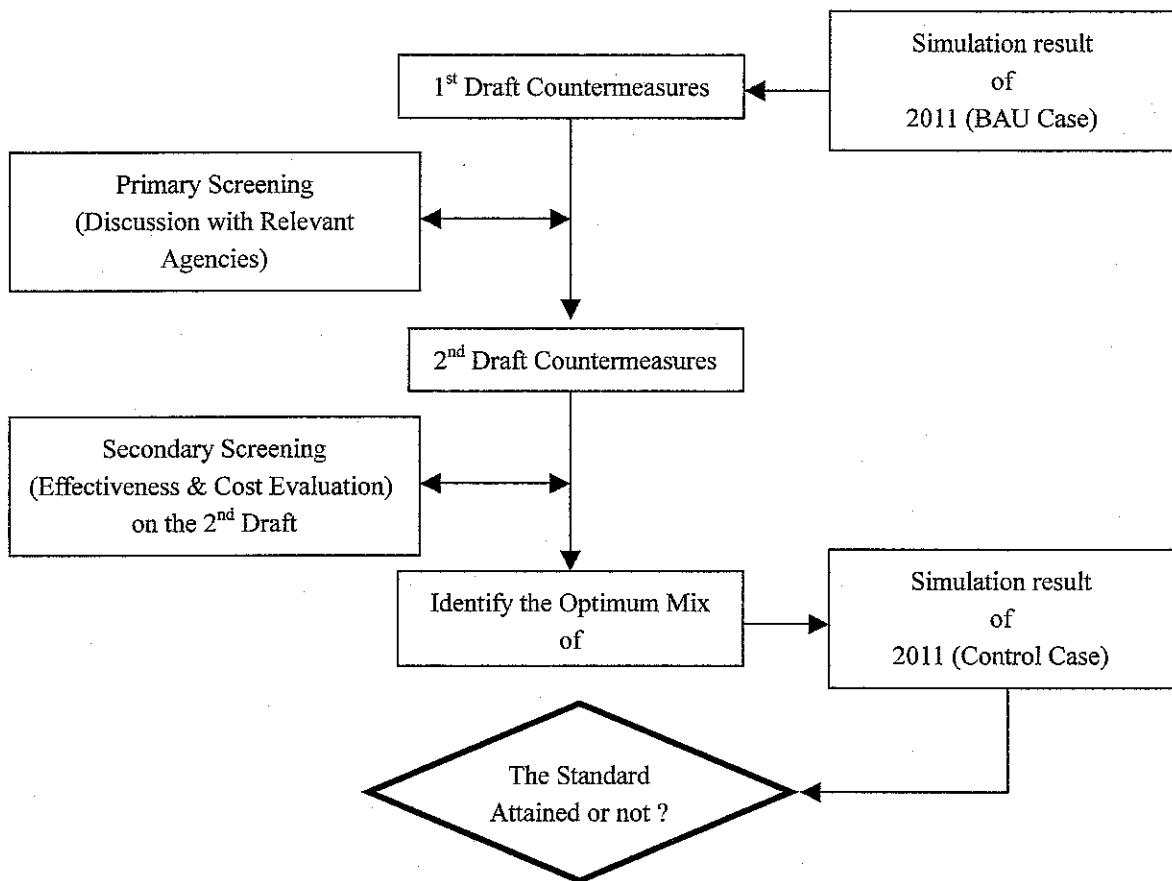 Simulation result
of
2011 (BAU Case)
1st Draft Countermeasures
Primary Screening
(Discussion with Relevant
Agencies)
2nd Draft Countermeasures
Secondary Screening
(Effectiveness & Cost Evaluation)
on the 2nd Draft
Identify the Optimum Mix
of
Simulation result
of
2011 (Control Case)
The Standard
Attained or not ?